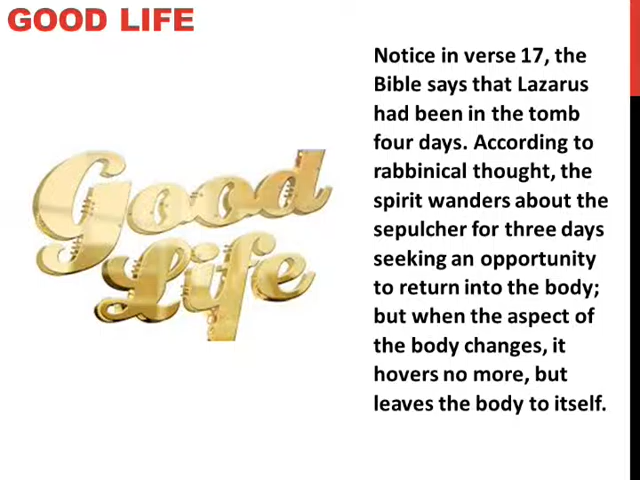 GOOD LIFE
Good
Life
Notice in verse 17, the
Bible says that Lazarus
had been in the tomb
four days. According to
rabbinical thought, the
spirit wanders about the
sepulcher for three days
seeking an opportunity
to return into the body;
but when the aspect of
the body changes, it
hovers no more, but
leaves the body to itself.